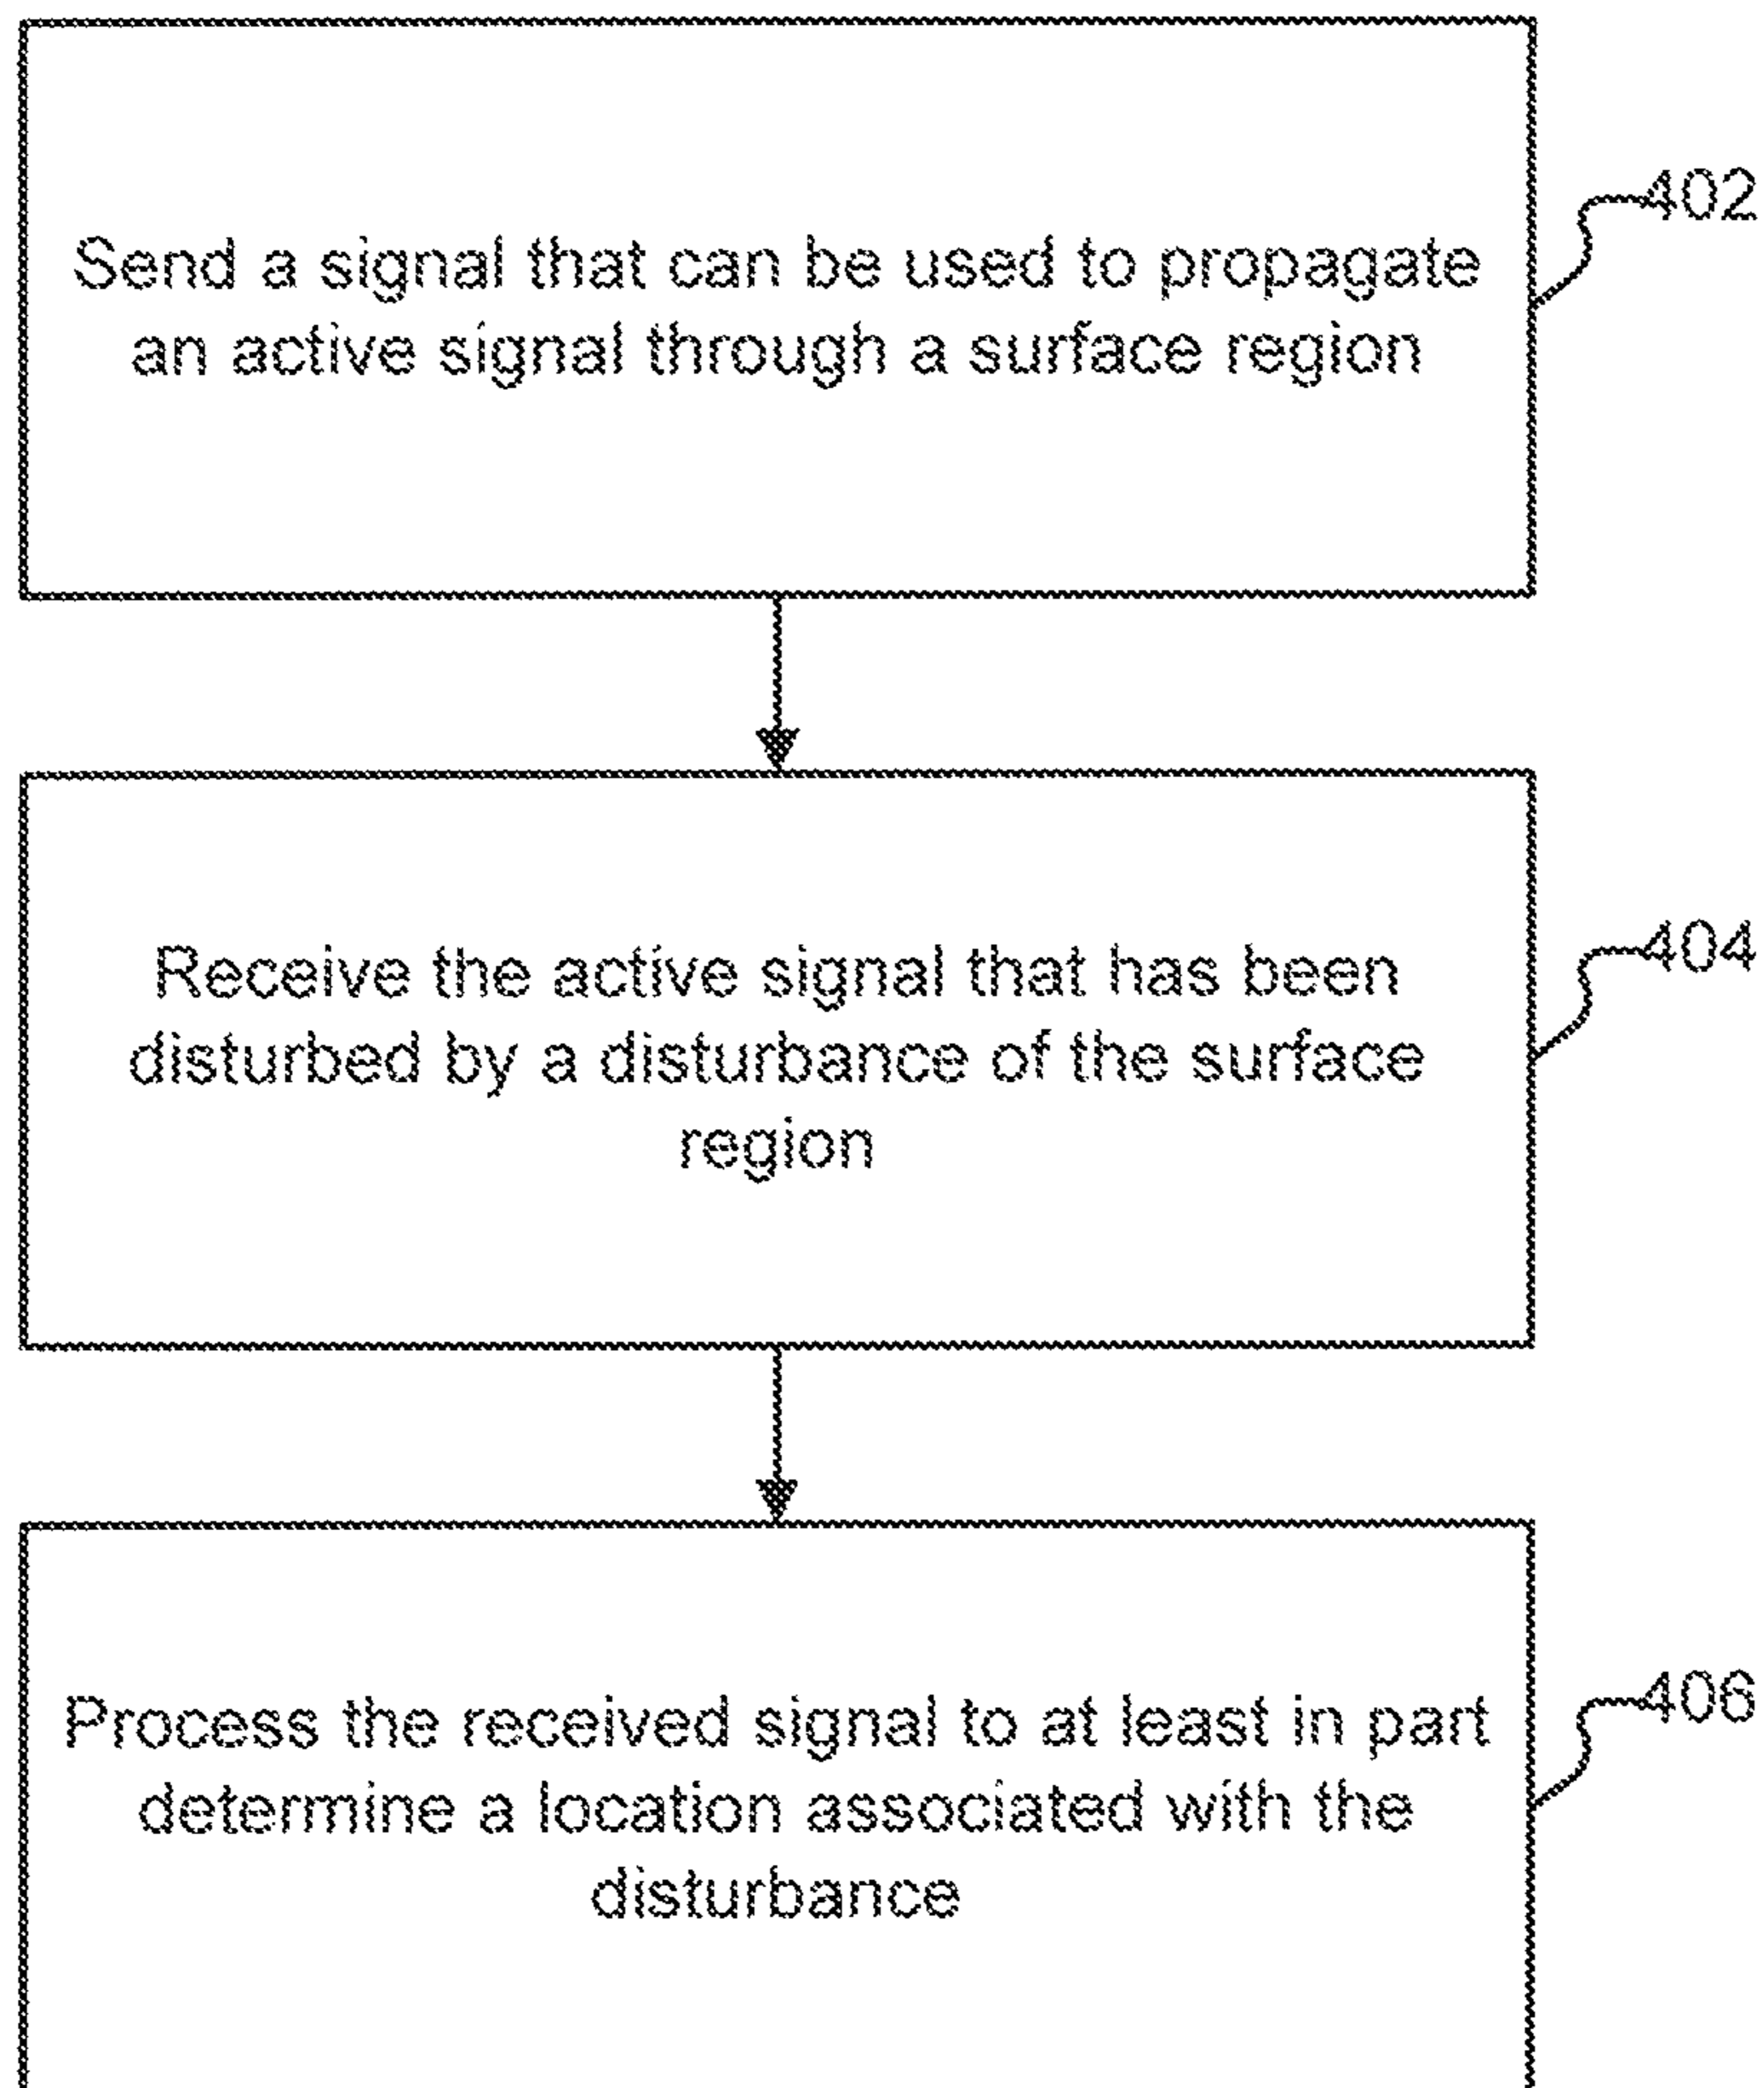 Send a signal that can be used to propagate
an active signal through a surface region
402
Receive the active signal that has been
disturbed by a disturbance of the surface
region
404
Process the received signal to at least in part
determine a location associated with the
disturbance
406